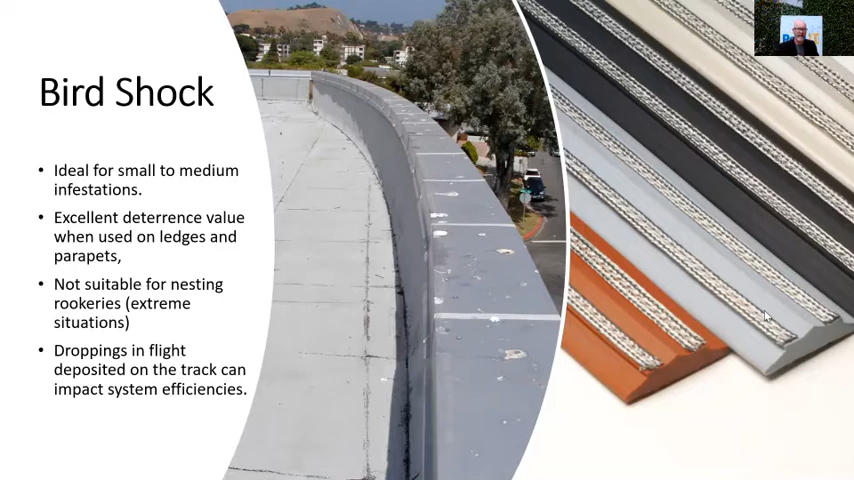 Bird Shock
• Ideal for small to medium
infestations.
• Excellent deterrence value
when used on ledges and
parapets,
• Not suitable for nesting
rookeries (extreme
situations)
• Droppings in flight
deposited on the track can
impact system efficiencies.